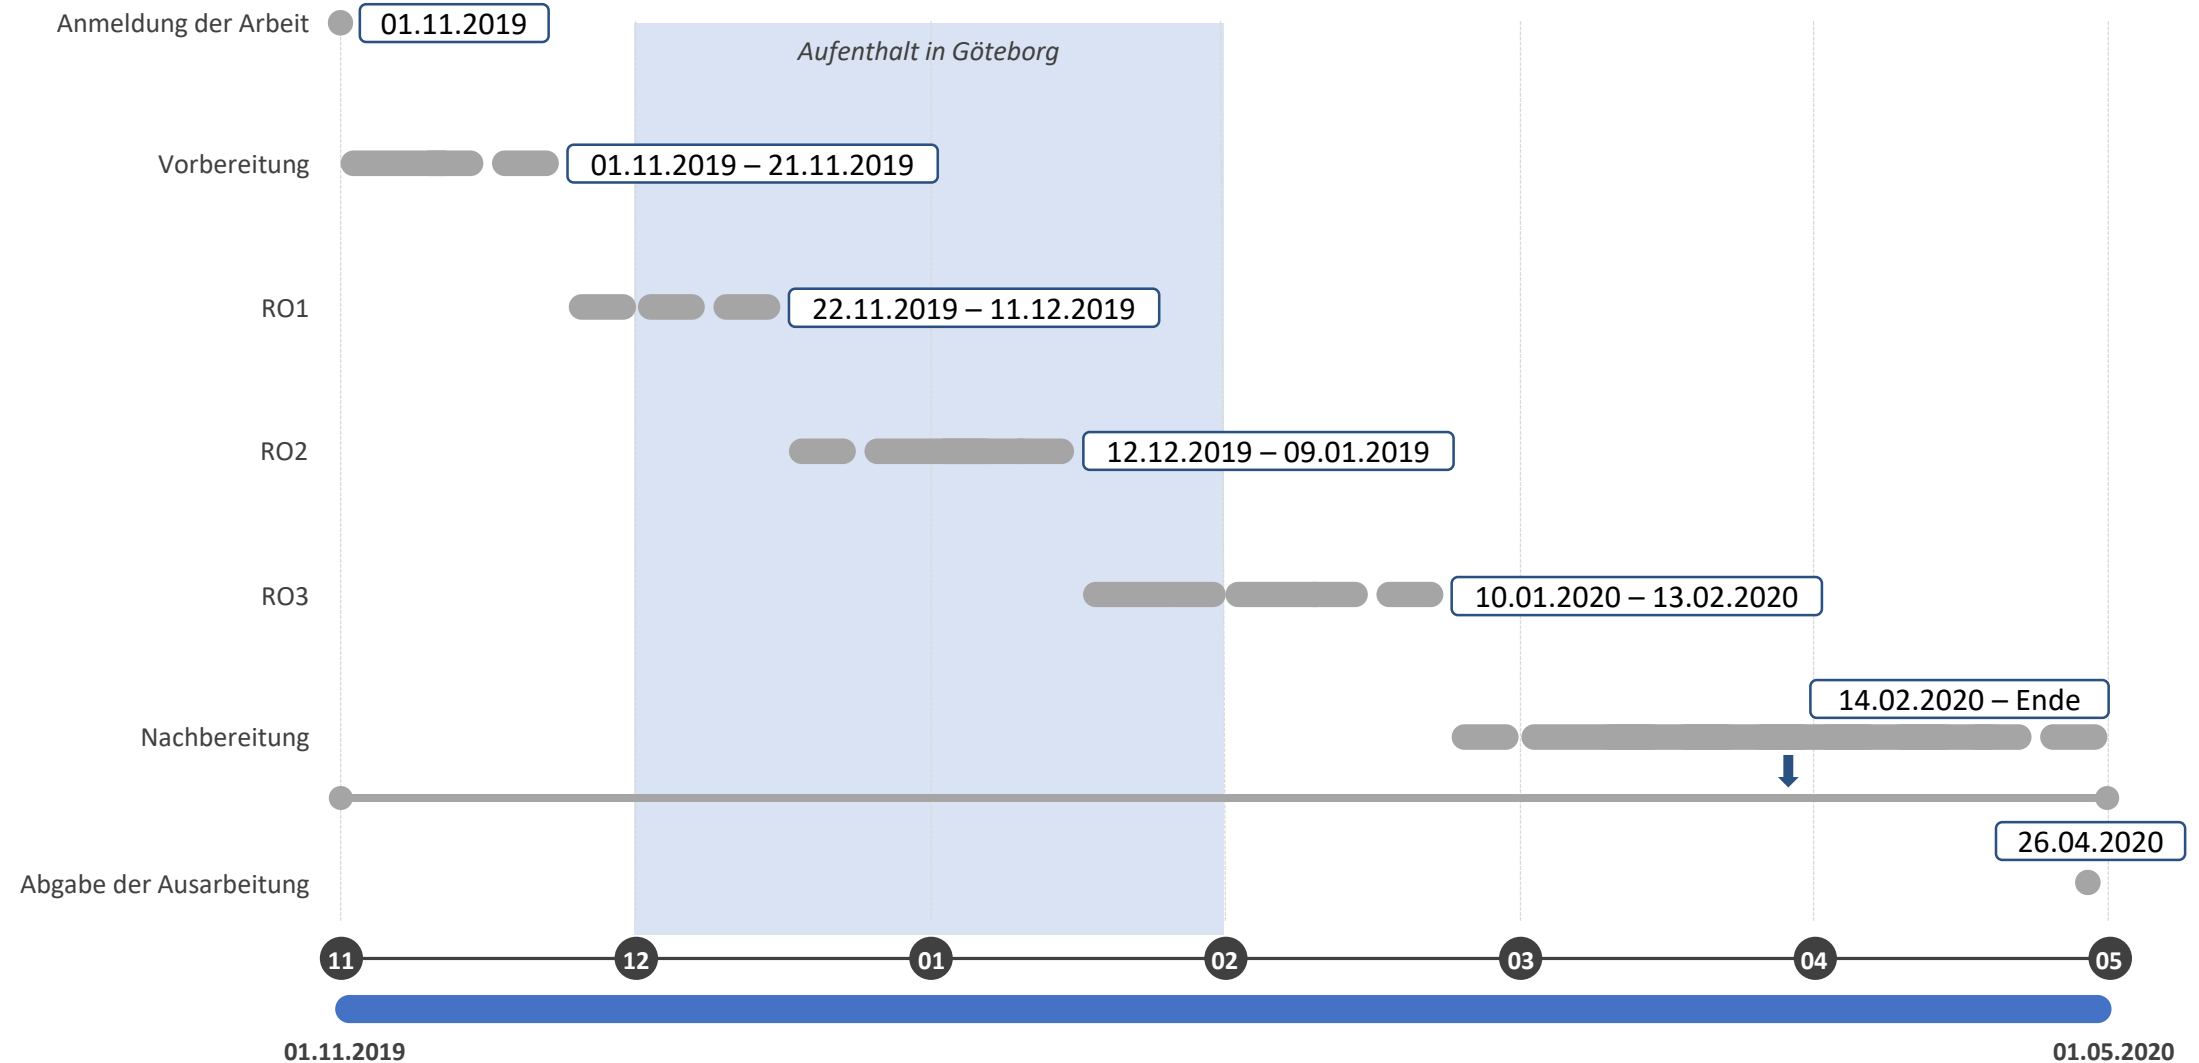 Anmeldung der Arbeit
01.11.2019
Aufenthalt in Göteborg
Vorbereitung
01.11.2019 – 21.11.2019
RO1
22.11.2019 – 11.12.2019
RO2
12.12.2019 – 09.01.2019
RO3
10.01.2020 – 13.02.2020
14.02.2020 – Ende
Nachbereitung
26.04.2020
Abgabe der Ausarbeitung
11 12 01 02 03 04 05
01.11.2019 01.05.2020